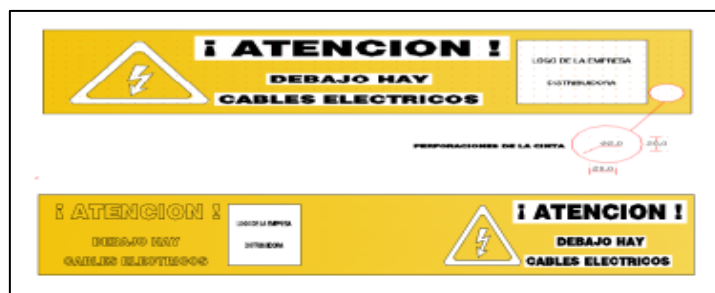 ¡ ATENCION !
DEBAJO HAY
CABLES ELECTRICOS
LOGO DE LA EMPRESA
DISTRIBUIDORA
PERFORACIONES DE LA CINTA
¡ ATENCION !
DEBAJO HAY
CABLES ELECTRICOS
LOGO DE LA EMPRESA
DISTRIBUIDORA
¡ ATENCION !
DEBAJO HAY
CABLES ELECTRICOS